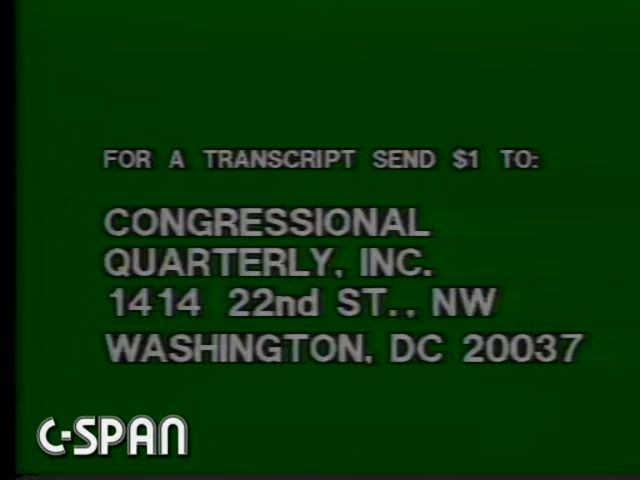 FOR A TRANSCRIPT SEND $1 TO:
CONGRESSIONAL
QUARTERLY, INC.
1414 22nd ST., NW
WASHINGTON, DC 20037
C-SPAN